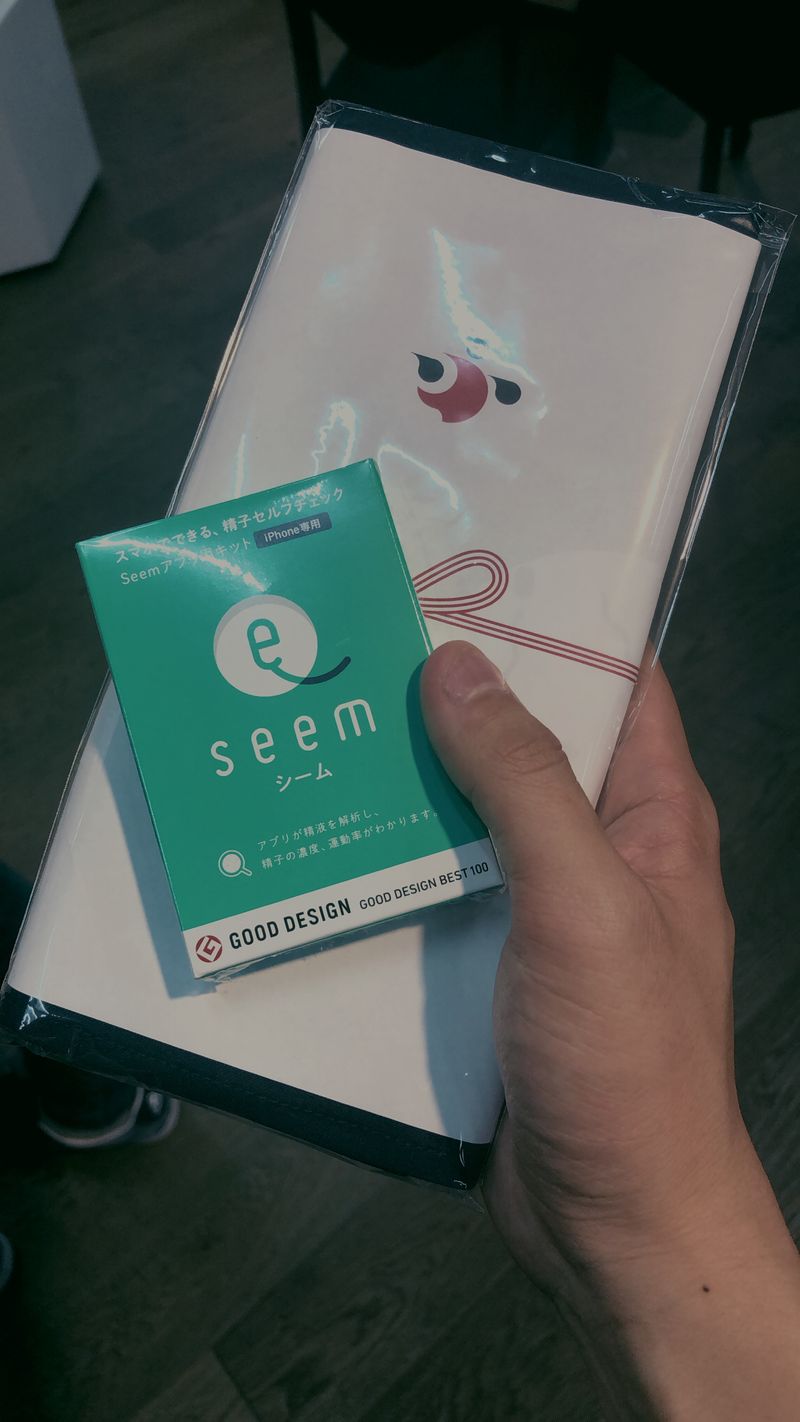 スマホでできる、精子セルフチェック
Seemアプリ用キット iPhone専用
e
seem
シーム
アプリが精液を解析し、
精子の濃度、運動率がわかります。
GOOD DESIGN GOOD DESIGN BEST 100